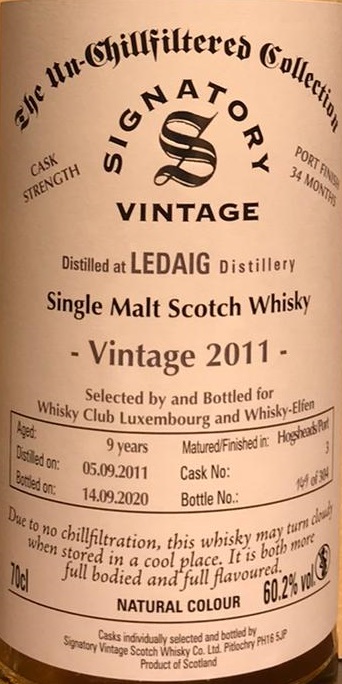 The Un-Chillfiltered Collection
SIGNATORY
CASK
STRENGTH
S
PORT FINISH
34 MONTHS
VINTAGE
Distilled at LEDAIG Distillery
Single Malt Scotch Whisky
- Vintage 2011 -
Selected by and Bottled for
Whisky Club Luxembourg and Whisky-Elfen
Aged: 9 years
Matured/Finished in: Hogsheads/Port
Distilled on: 05.09.2011
Cask No: 3
Bottled on: 14.09.2020
Bottle No.: of 304
Due to no chillfiltration, this whisky may turn cloudy
when stored in a cool place. It is both more
full bodied and full flavoured.
70cl
60.2% vol.
NATURAL COLOUR
Casks individually selected and bottled by
Signatory Vintage Scotch Whisky Co. Ltd. Pitlochry PH16 5JP
Product of Scotland